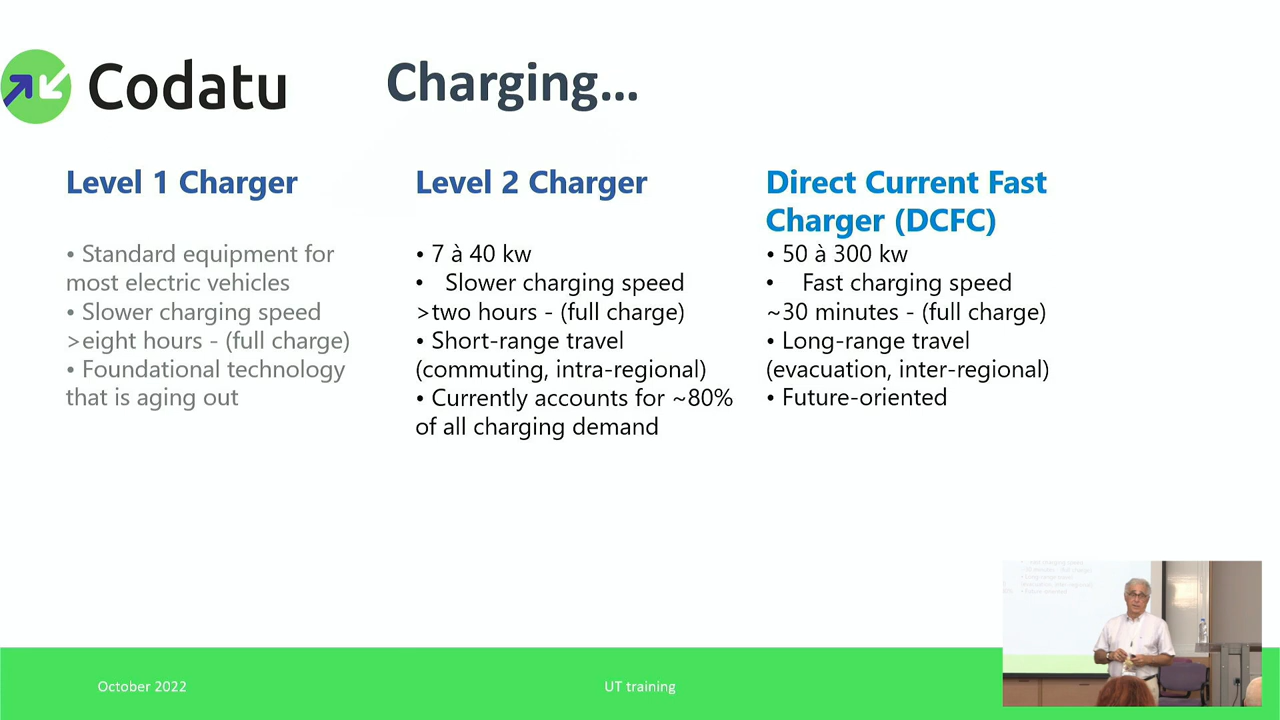 Codatu
Charging...
Level 1 Charger
• Standard equipment for
most electric vehicles
• Slower charging speed
>eight hours - (full charge)
• Foundational technology
that is aging out
Level 2 Charger
• 7 à 40 kw
• Slower charging speed
>two hours - (full charge)
• Short-range travel
(commuting, intra-regional)
• Currently accounts for ~80%
of all charging demand
Direct Current Fast
Charger (DCFC)
• 50 à 300 kw
• Fast charging speed
~30 minutes - (full charge)
• Long-range travel
(evacuation, inter-regional)
• Future-oriented
October 2022
UT training